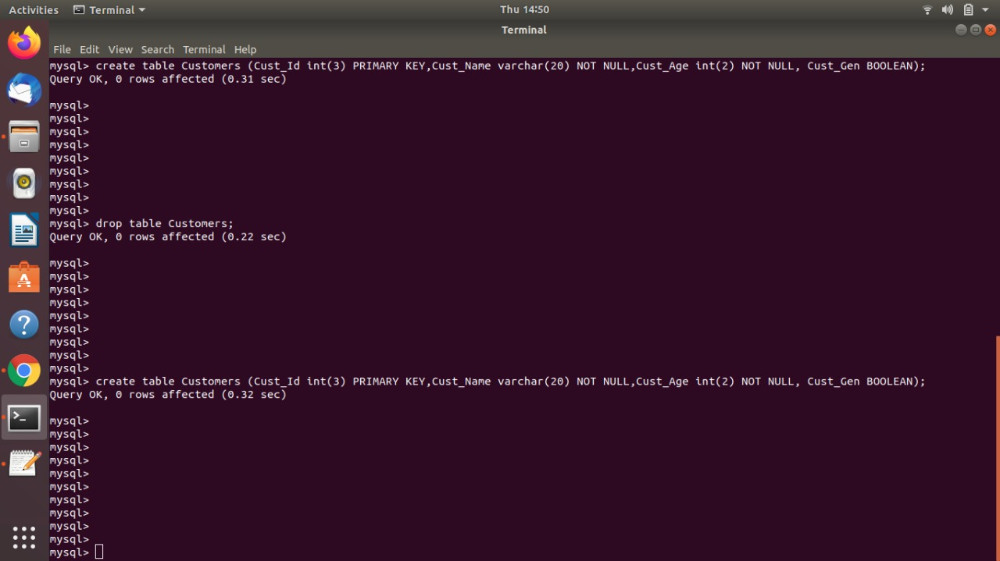 Activities Terminal Thu 14:50
Terminal
File Edit View Search Terminal Help
mysql> create table Customers (Cust_Id int(3) PRIMARY KEY,Cust_Name varchar(20) NOT NULL,Cust_Age int(2) NOT NULL, Cust_Gen BOOLEAN);
Query OK, 0 rows affected (0.31 sec)
mysql>
mysql>
mysql>
mysql>
mysql>
mysql>
mysql>
mysql>
mysql>
mysql> drop table Customers;
Query OK, 0 rows affected (0.22 sec)
mysql>
mysql>
mysql>
mysql>
mysql>
mysql>
mysql>
mysql>
mysql>
mysql> create table Customers (Cust_Id int(3) PRIMARY KEY,Cust_Name varchar(20) NOT NULL,Cust_Age int(2) NOT NULL, Cust_Gen BOOLEAN);
Query OK, 0 rows affected (0.32 sec)
mysql>
mysql>
mysql>
mysql>
mysql>
mysql>
mysql>
mysql>
mysql>
mysql>
mysql>